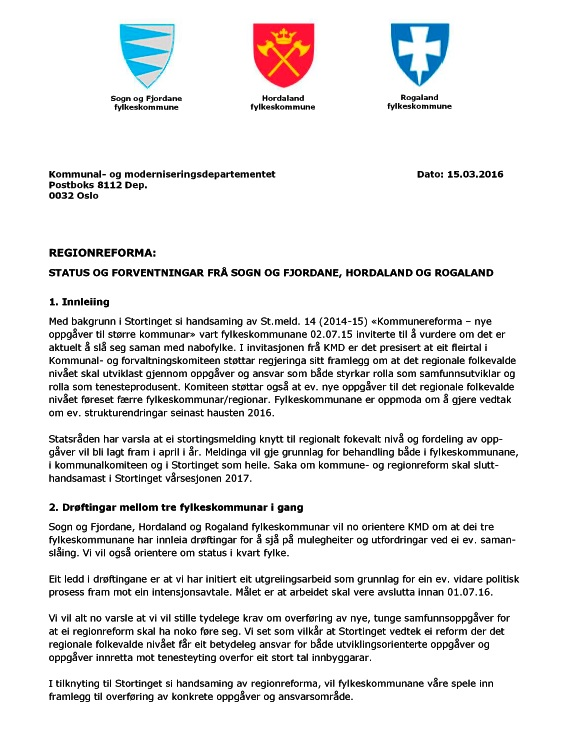 Sogn og Fjordane
fylkeskommune
Hordaland
fylkeskommune
Rogaland
fylkeskommune
Kommunal- og moderniseringsdepartementet Dato: 15.03.2016
Postboks 8112 Dep.
0032 Oslo
REGIONREFORMA:
STATUS OG FORVENTNINGAR FRÅ SOGN OG FJORDANE, HORDALAND OG ROGALAND
1. Innleiing
Med bakgrunn i Stortinget si handsaming av St.meld. 14 (2014-15) «Kommunereforma – nye
oppgåver til større kommunar» vart fylkeskommunane 02.07.15 inviterte til å vurdere om det er
aktuelt å slå seg saman med nabofylke. I invitasjonen frå KMD er det presisert at eit fleirtal i
Kommunal- og forvaltningskomiteen støttar regjeringa sitt framlegg om at det regionale folkevalde
nivået skal utviklast gjennom oppgåver og ansvar som både styrkar rolla som samfunnsutviklar og
rolla som tenesteprodusent. Komiteen støttar også at ev. nye oppgåver til det regionale folkevalde
nivået føreset færre fylkeskommunar/regionar. Fylkeskommunane er oppmoda om å gjere vedtak
om ev. strukturendringar seinast hausten 2016.
Statsråden har varsla at ei stortingsmelding knytt til regionalt fokevalt nivå og fordeling av opp-
gåver vil bli lagt fram i april i år. Meldinga vil gje grunnlag for behandling både i fylkeskommunane,
i kommunalkomiteen og i Stortinget som heile. Saka om kommune- og regionreform skal slutt-
handsamast i Stortinget vårsesjonen 2017.
2. Drøftingar mellom tre fylkeskommunar i gang
Sogn og Fjordane, Hordaland og Rogaland fylkeskommunar vil no orientere KMD om at dei tre
fylkeskommunane har innleia drøftingar for å sjå på mulegheiter og utfordringar ved ei ev. saman-
slåing. Vi vil også orientere om status i kvart fylke.
Eit ledd i drøftingane er at vi har initiert eit utgreiingsarbeid som grunnlag for ein ev. vidare politisk
prosess fram mot ein intensjonsavtale. Målet er at arbeidet skal vere avslutta innan 01.07.16.
Vi vil alt no varsle at vi vil stille tydelege krav om overføring av nye, tunge samfunnsoppgåver for
at ei regionreform skal ha noko føre seg. Vi set som vilkår at Stortinget vedtek ei reform der det
regionale folkevalde nivået får eit betydeleg ansvar for både utviklingsorienterte oppgåver og
oppgåver innretta mot tenesteyting overfor eit stort tal innbyggarar.
I tilknyting til Stortinget si handsaming av regionreforma, vil fylkeskommunane våre spele inn
framlegg til overføring av konkrete oppgåver og ansvarsområde.